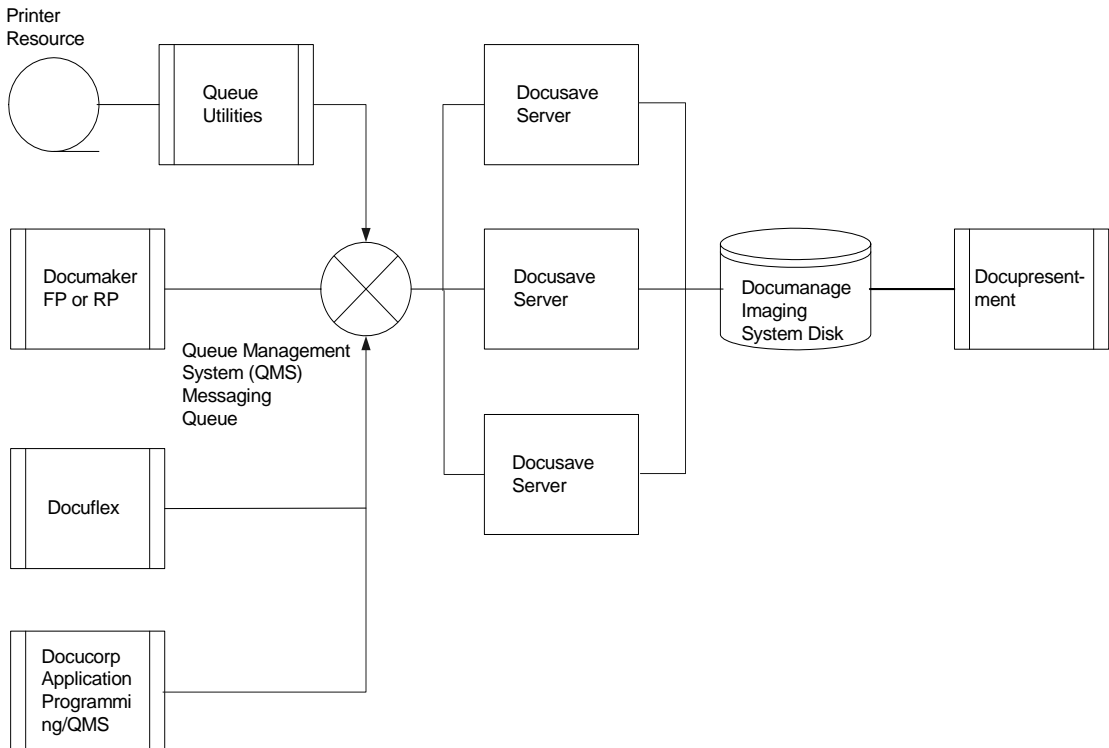 Printer
Resource
Queue
Utilities
Docusave
Server
Documaker
FP or RP
Docusave
Server
Documanage
Imaging
System Disk
Docupresent-
ment
Queue Management
System (QMS)
Messaging
Queue
Docusave
Server
Docuflex
Docucorp
Application
Programmi
ng/QMS